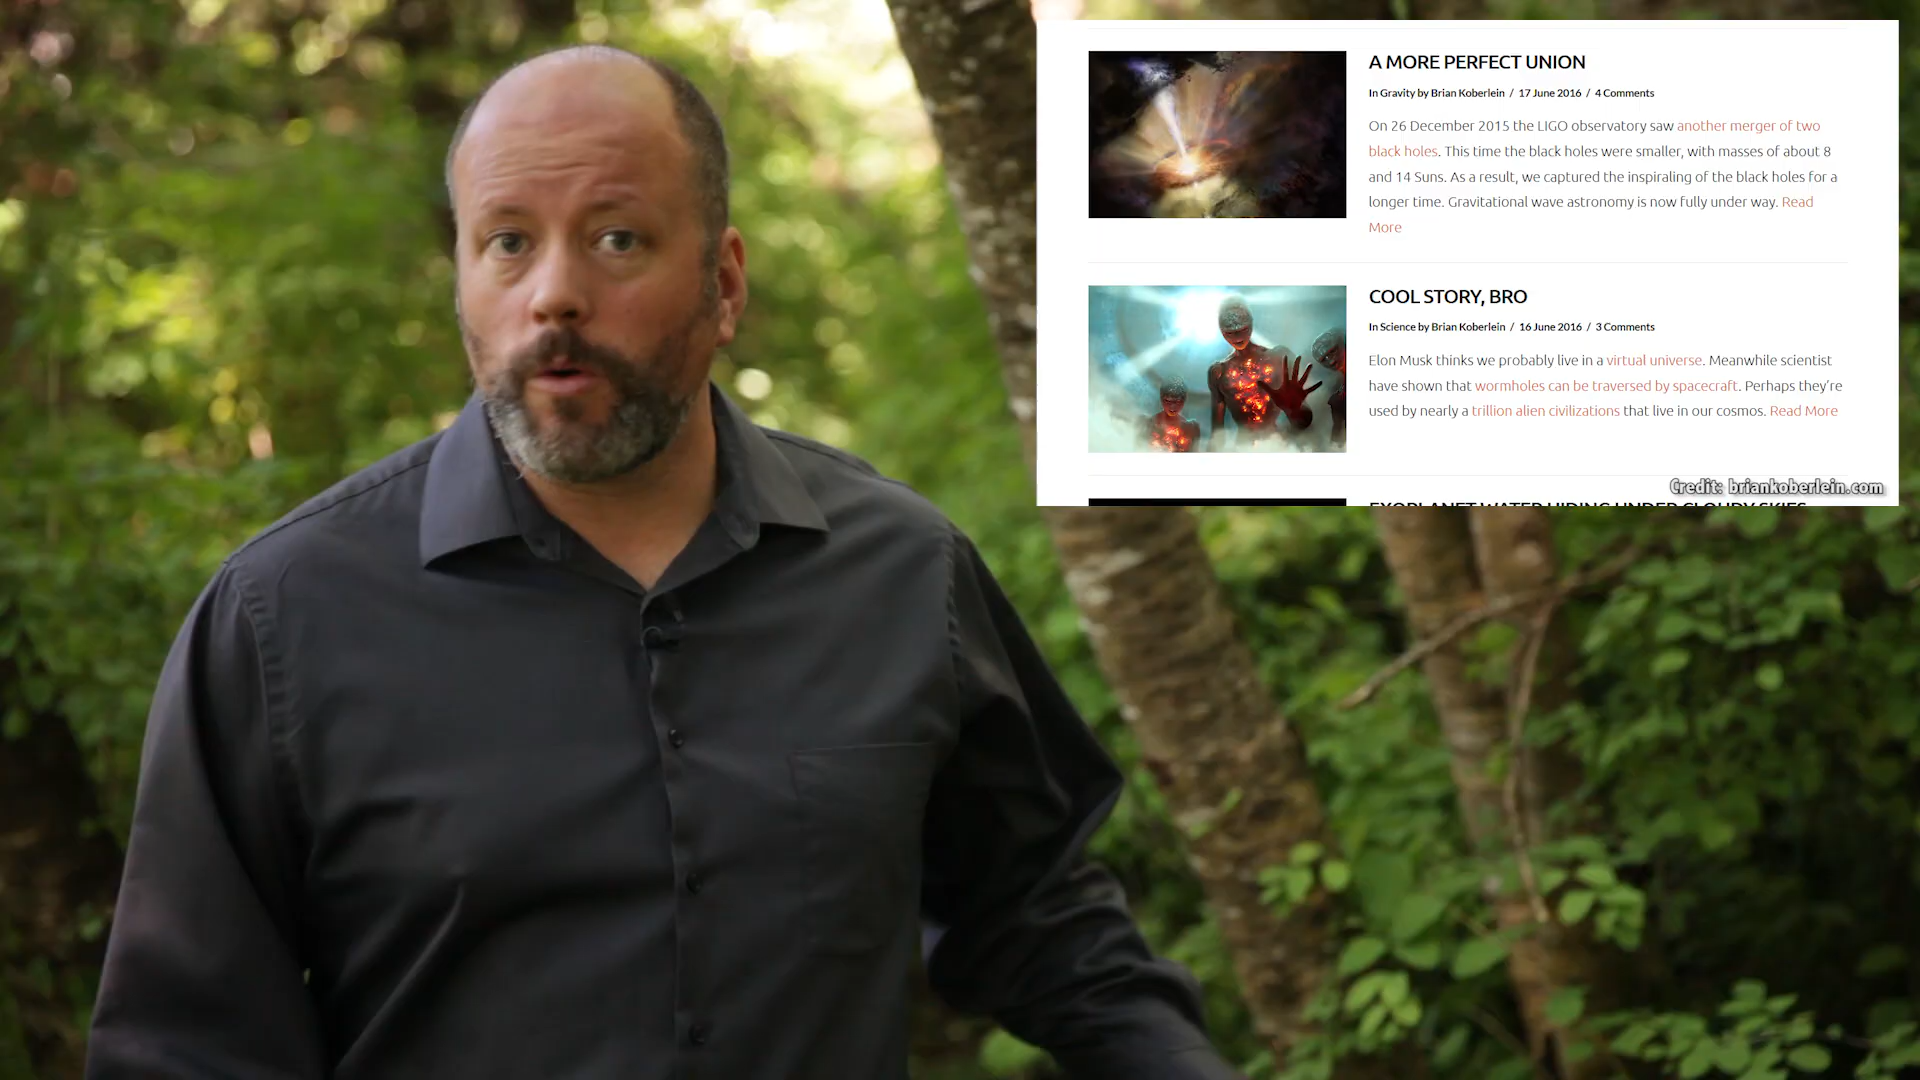 A MORE PERFECT UNION
In Gravity by Brian Koberlein / 17 June 2016 / 4 Comments
On 26 December 2015 the LIGO observatory saw another merger of two
black holes. This time the black holes were smaller, with masses of about 8
and 14 Suns. As a result, we captured the inspiraling of the black holes for a
longer time. Gravitational wave astronomy is now fully under way. Read
More
COOL STORY, BRO
In Science by Brian Koberlein / 16 June 2016 / 3 Comments
Elon Musk thinks we probably live in a virtual universe. Meanwhile scientist
have shown that wormholes can be traversed by spacecraft. Perhaps they're
used by nearly a trillion alien civilizations that live in our cosmos. Read More
Credit: briankoberlein.com
EXOPLANET WATER HIDING UNDER CLOUDY SKIES